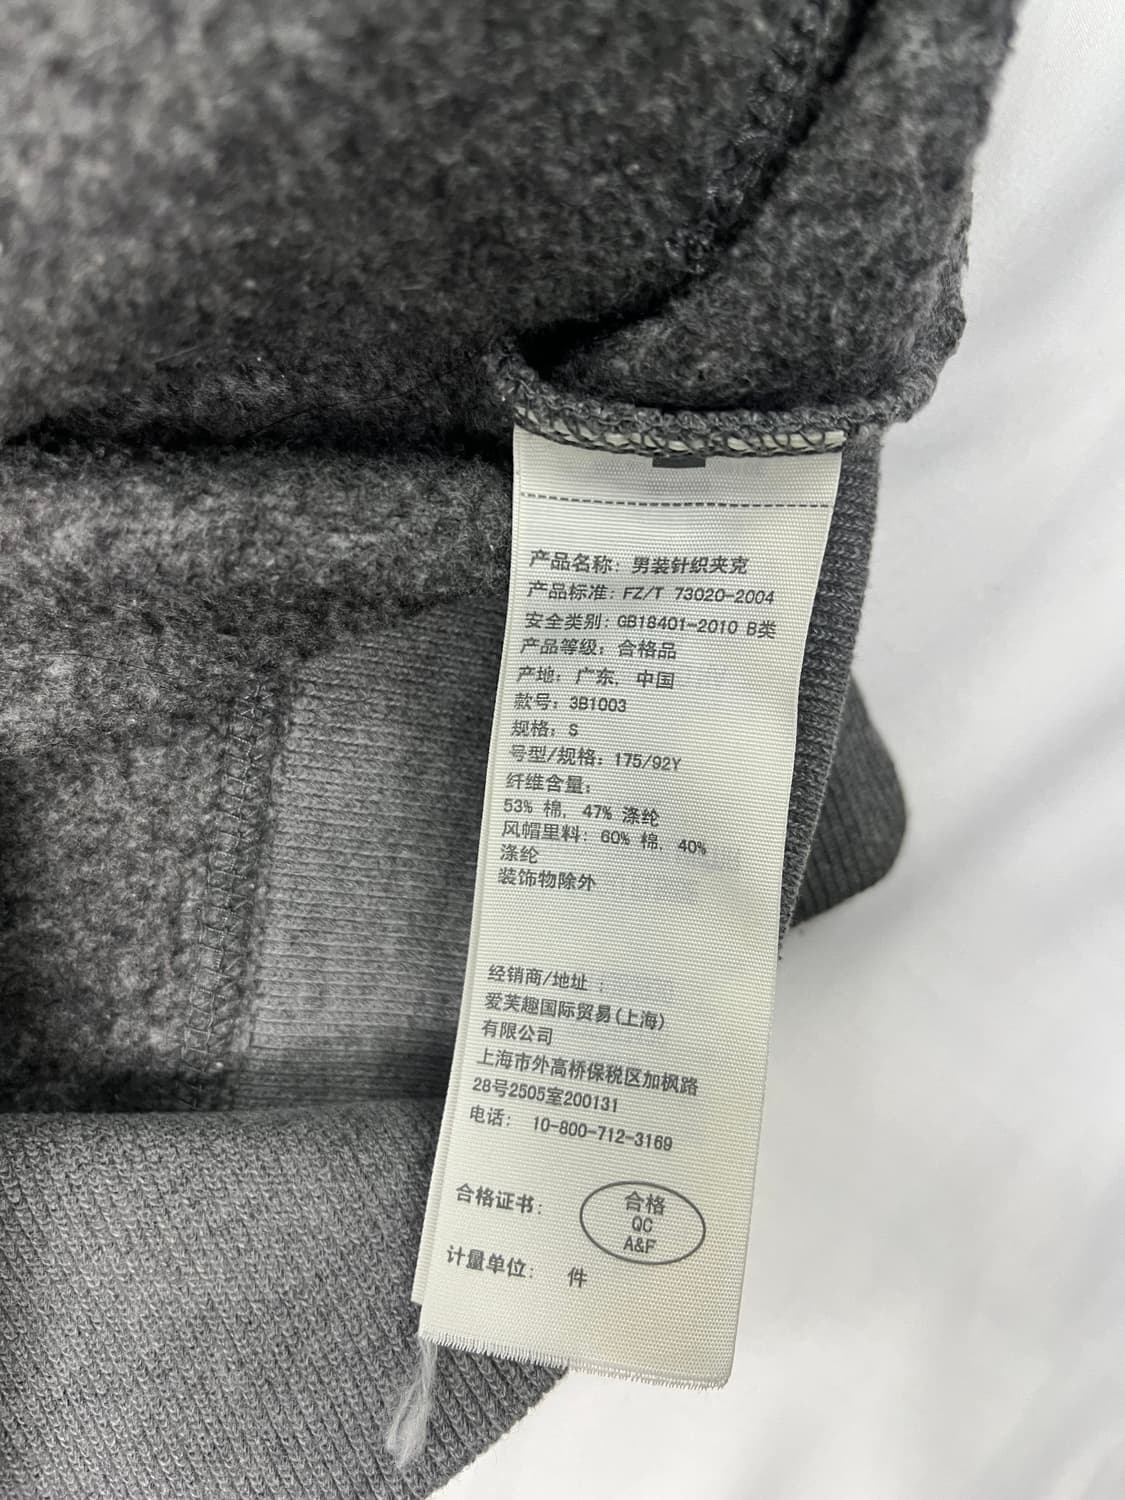 产品名称：男装针织夹克
产品标准：FZ/T 73020-2004
安全类别：GB18401-2010 B类
产品等级：合格品
产地：广东，中国
款号：3B1003
规格：S
号型/规格：175/92Y
纤维含量：
53% 棉，47% 涤纶
风帽里料：60% 棉，40%
涤纶
装饰物除外
经销商/地址：
爱芙趣国际贸易(上海)
有限公司
上海市外高桥保税区加枫路
28号2505室200131
电话： 10-800-712-3169
合格证书：
合格
QC
A&F
计量单位： 件